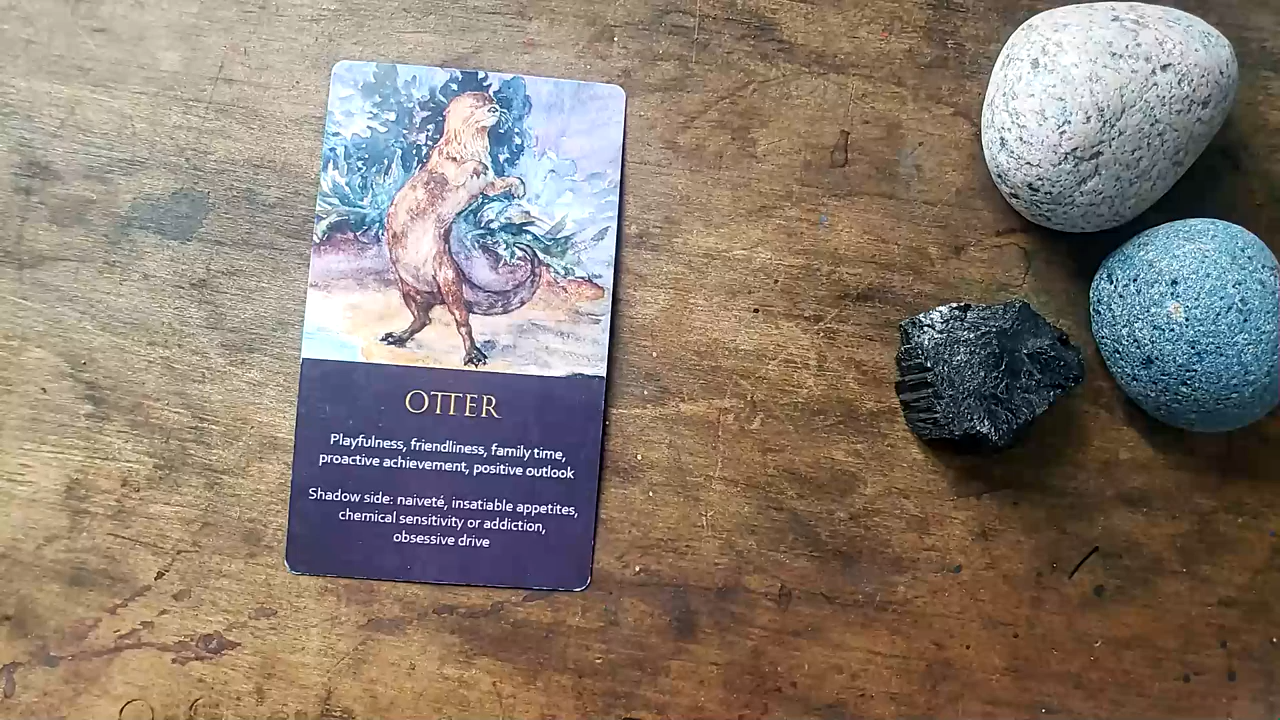 OTTER
Playfulness, friendliness, family time,
proactive achievement, positive outlook
Shadow side: naiveté, insatiable appetites,
chemical sensitivity or addiction,
obsessive drive